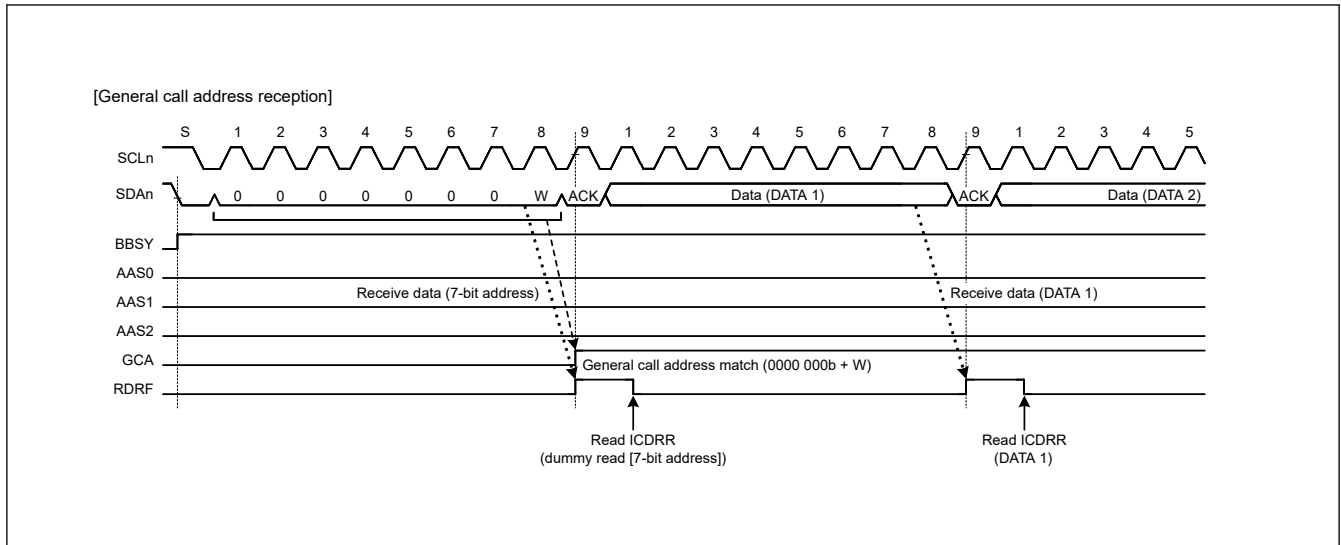 [General call address reception]
S 1 2 3 4 5 6 7 8 9 1 2 3 4 5 6 7 8 9 1 2 3 4 5
SCLn
SDAn 0 0 0 0 0 0 0 W ACK Data (DATA 1) ACK Data (DATA 2)
BBSY
AAS0
Receive data (7-bit address) Receive data (DATA 1)
AAS1
AAS2
GCA General call address match (0000 000b + W)
RDRF
Read ICDRR Read ICDRR
(dummy read [7-bit address]) (DATA 1)